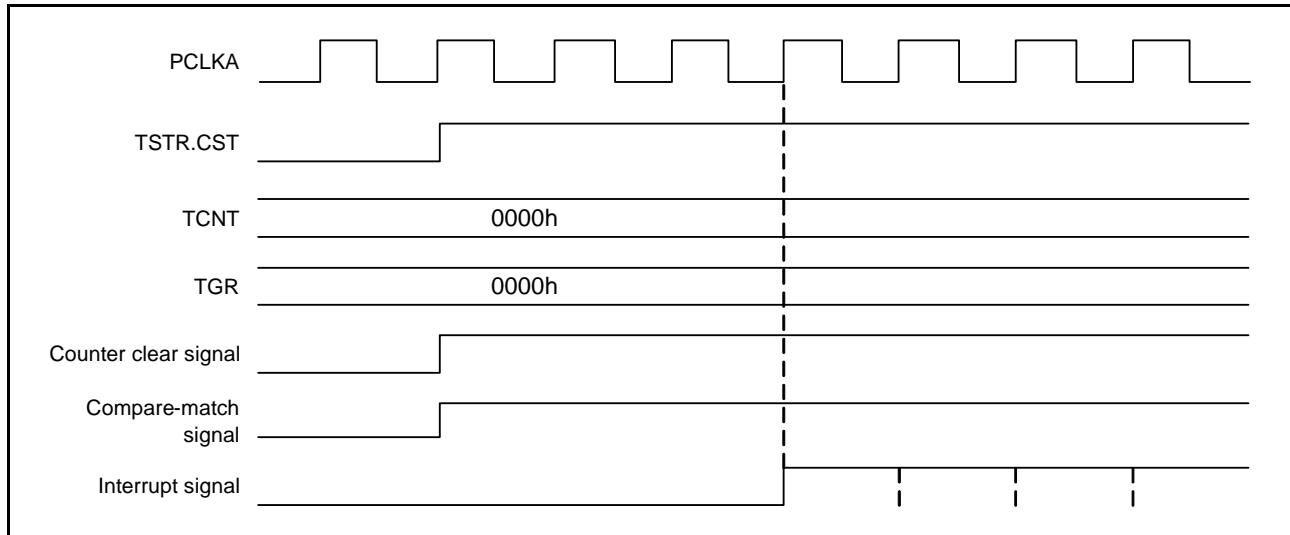 PCLKA
TSTR.CST
TCNT
0000h
TGR
0000h
Counter clear signal
Compare-match
signal
Interrupt signal